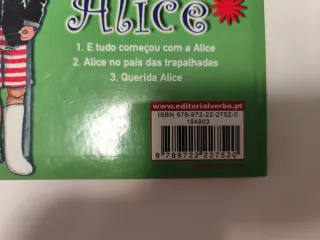 Alice
1. E tudo começou com a Alice
2. Alice no país das trapalhadas
3. Querida Alice
www.editorialverbo.pt
ISBN 978-972-22-2752-0
184803
9 789722 227520